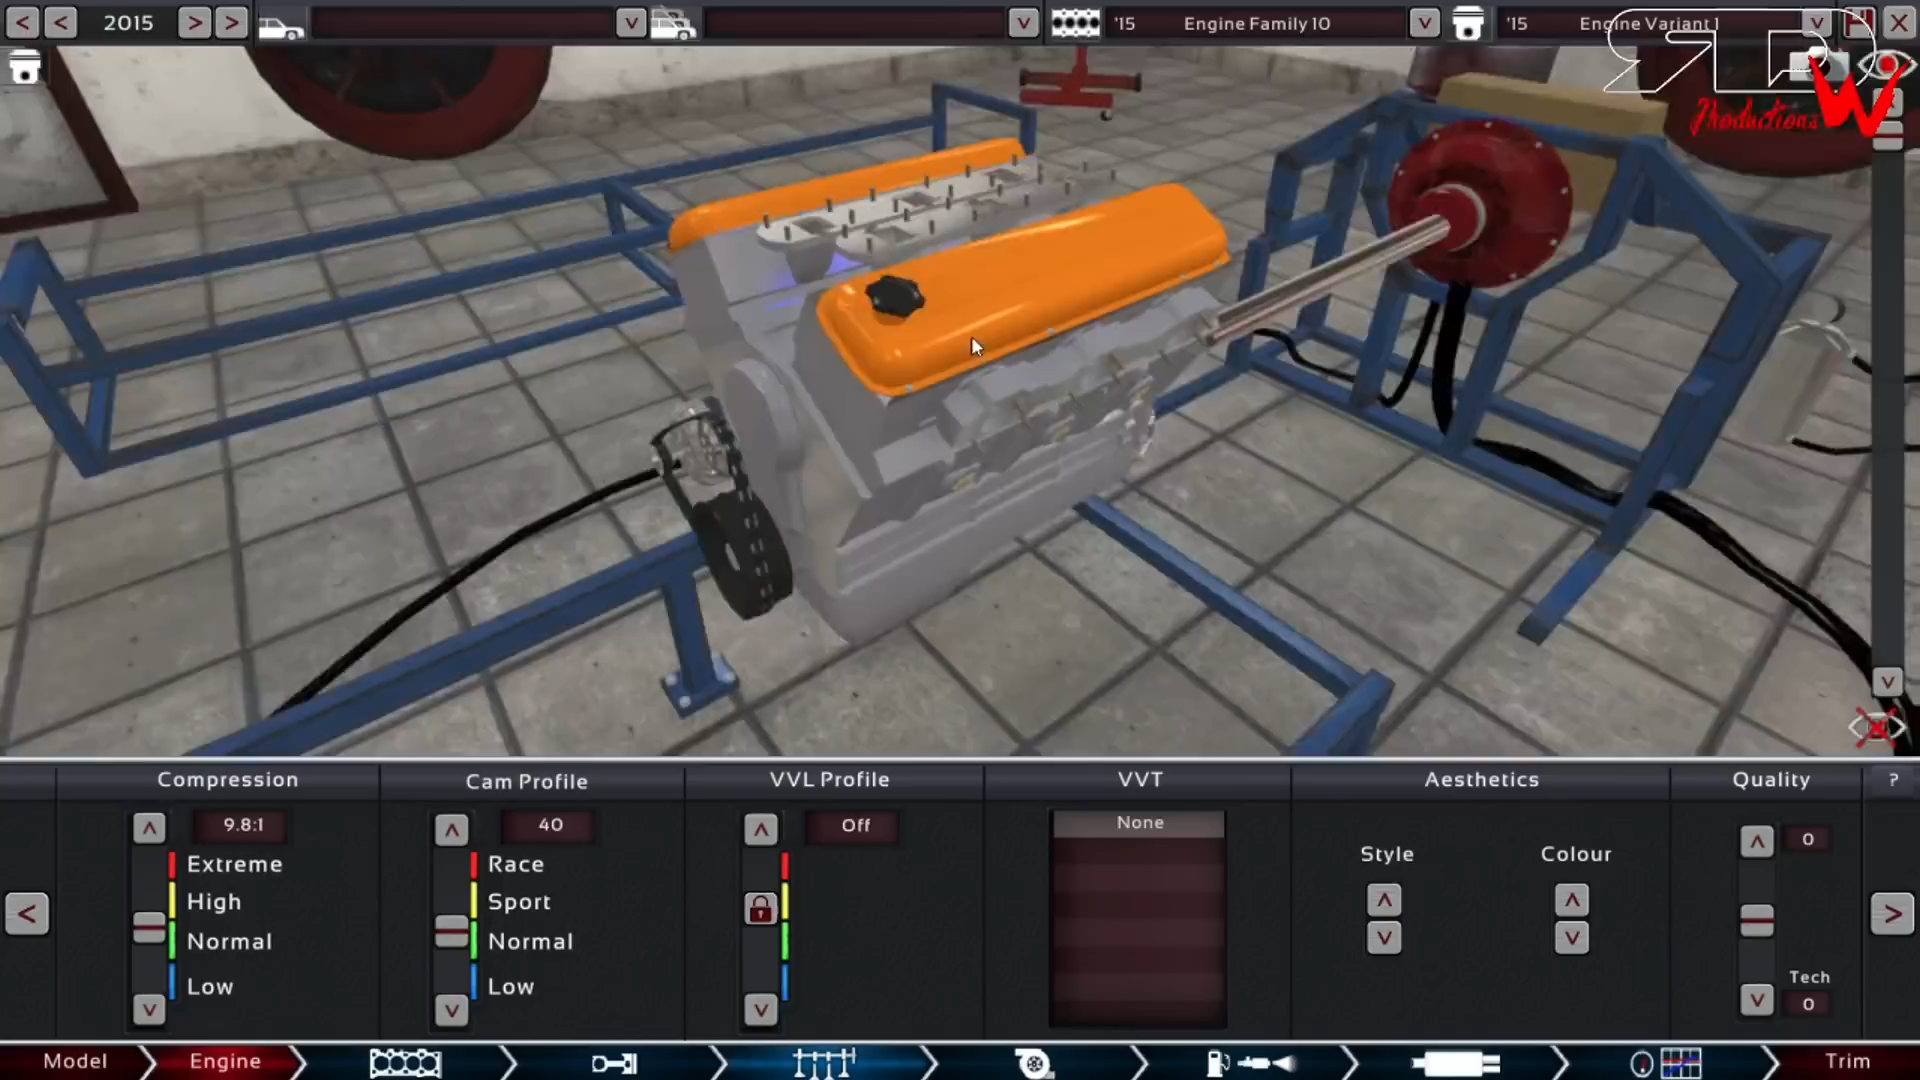 2015
'15 Engine Family 10
'15 Engine Variant 1
Productions W
Compression
Cam Profile
VVL Profile
VVT
Aesthetics
Quality
?
9.8:1
Extreme
High
Normal
Low
40
Race
Sport
Normal
Low
Off
None
Style
Colour
0
Tech
0
Model
Engine
Trim